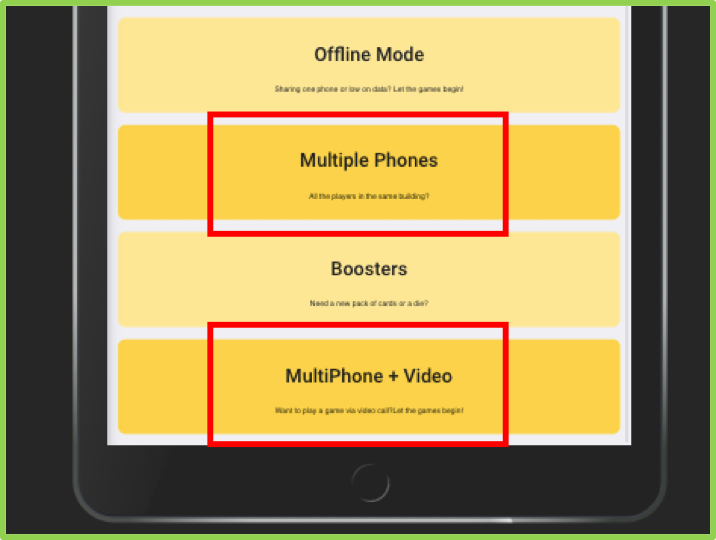 Offline Mode
Sharing one phone or low on data? Let the games begin!
Multiple Phones
All the players in the same building?
Boosters
Need a new pack of cards or a die?
MultiPhone + Video
Want to play a game via video call?Let the games begin!